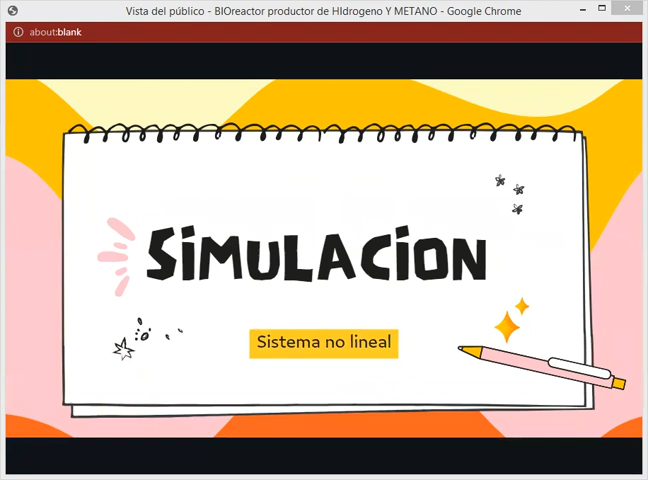 Vista del público - BIOreactor productor de HIdrogeno Y METANO - Google Chrome
about:blank
SiMULACiON
Sistema no lineal